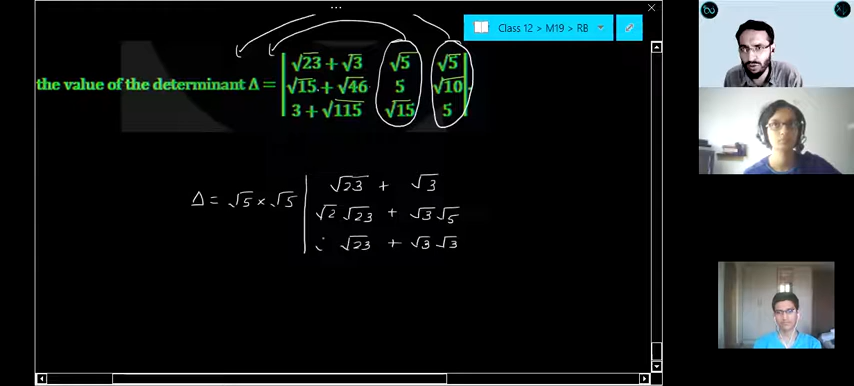 Class 12 > M19 > RB
the value of the determinant Δ =
√23 + √3 √5 √5
√15 + √46 5 √10
3 + √115 √15 5
Δ = √5 × √5
√23 + √3
√2 √23 + √3 √5
√23 + √3 √3